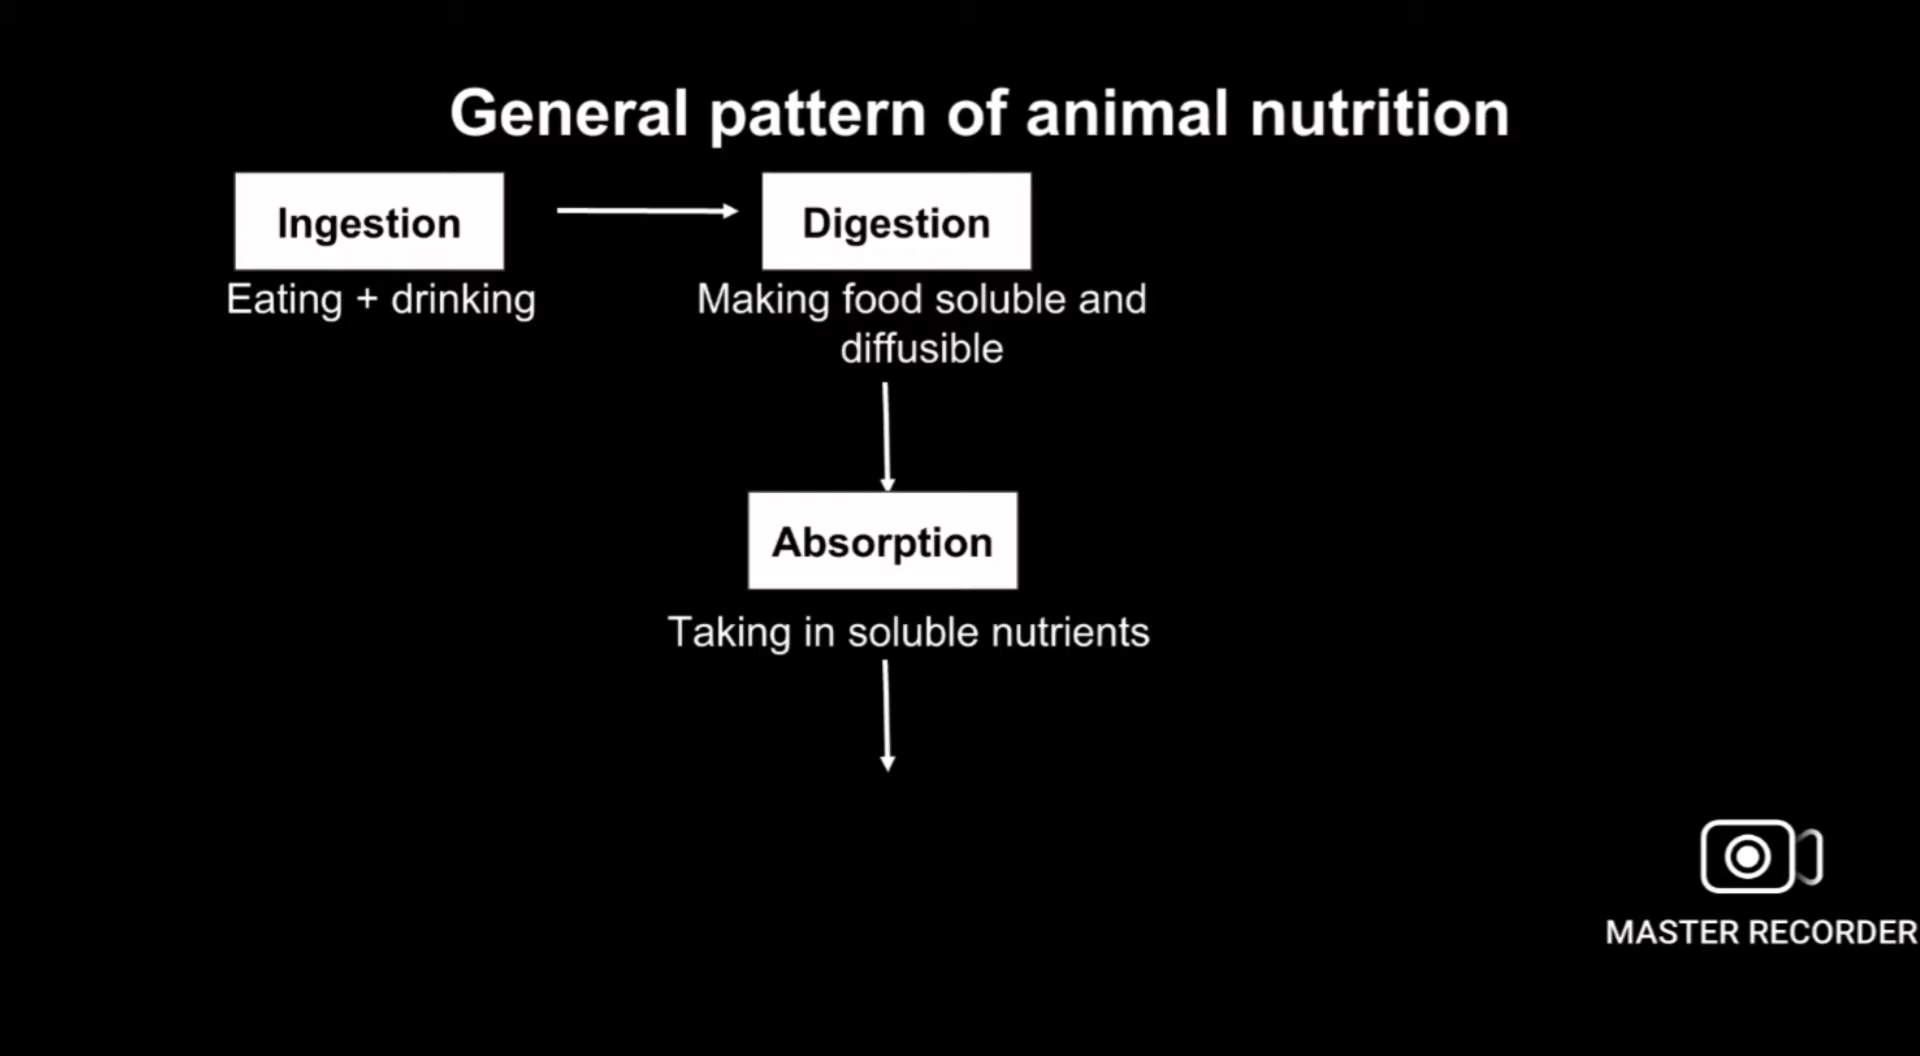 General pattern of animal nutrition
Ingestion
Eating + drinking
Digestion
Making food soluble and
diffusible
Absorption
Taking in soluble nutrients
MASTER RECORDER